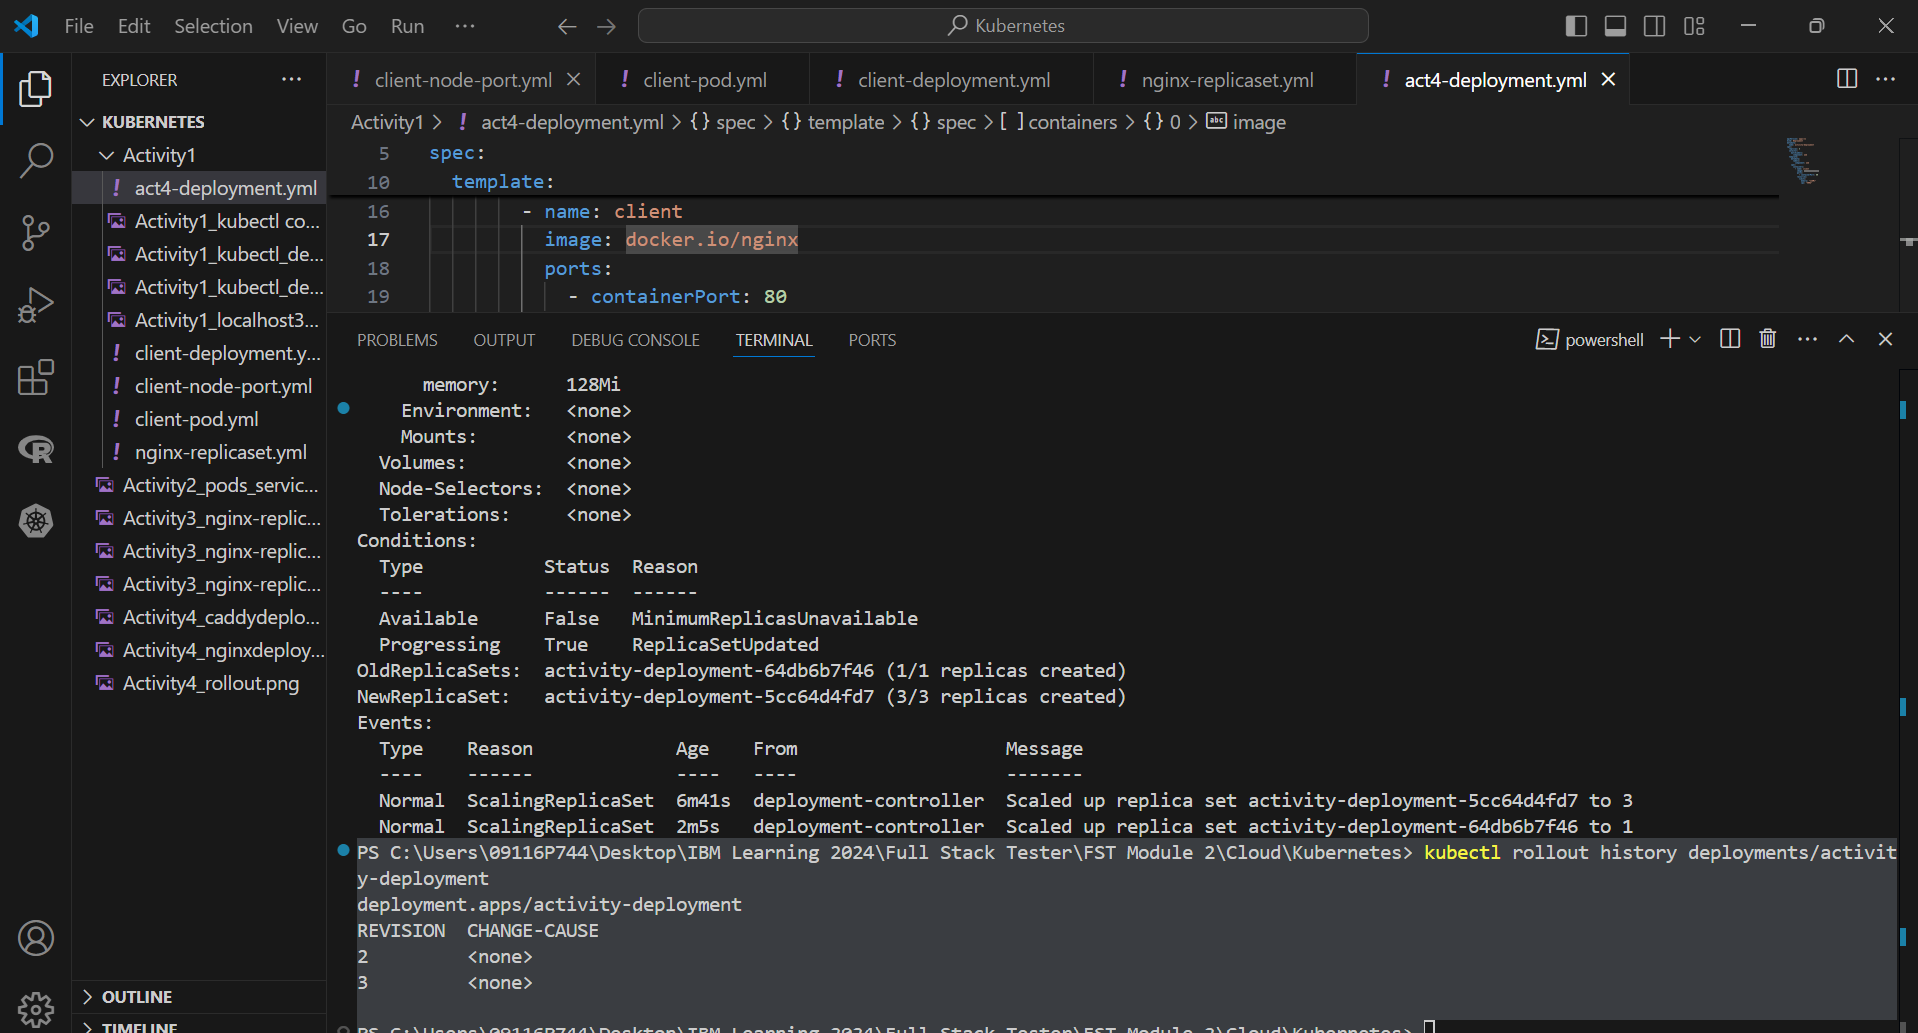 File Edit Selection View Go Run ...
Kubernetes
EXPLORER
KUBERNETES
Activity1
act4-deployment.yml
Activity1_kubectl co...
Activity1_kubectl_de...
Activity1_kubectl_de...
Activity1_localhost3...
client-deployment.y...
client-node-port.yml
client-pod.yml
nginx-replicaset.yml
Activity2_pods_servic...
Activity3_nginx-replic...
Activity3_nginx-replic...
Activity3_nginx-replic...
Activity4_caddydeplo...
Activity4_nginxdeploy...
Activity4_rollout.png
OUTLINE
TIMELINE
client-node-port.yml client-pod.yml client-deployment.yml nginx-replicaset.yml act4-deployment.yml
Activity1 > act4-deployment.yml > {} spec > {} template > {} spec > [ ] containers > {} 0 > abc image
5 spec:
10 template:
16 - name: client
17 image: docker.io/nginx
18 ports:
19 - containerPort: 80
PROBLEMS OUTPUT DEBUG CONSOLE TERMINAL PORTS powershell
memory: 128Mi
Environment: <none>
Mounts: <none>
Volumes: <none>
Node-Selectors: <none>
Tolerations: <none>
Conditions:
Type Status Reason
---- ------ ------
Available False MinimumReplicasUnavailable
Progressing True ReplicaSetUpdated
OldReplicaSets: activity-deployment-64db6b7f46 (1/1 replicas created)
NewReplicaSet: activity-deployment-5cc64d4fd7 (3/3 replicas created)
Events:
Type Reason Age From Message
---- ------ ---- ---- -------
Normal ScalingReplicaSet 6m41s deployment-controller Scaled up replica set activity-deployment-5cc64d4fd7 to 3
Normal ScalingReplicaSet 2m5s deployment-controller Scaled up replica set activity-deployment-64db6b7f46 to 1
PS C:\Users\09116P744\Desktop\IBM Learning 2024\Full Stack Tester\FST Module 2\Cloud\Kubernetes> kubectl rollout history deployments/activit
y-deployment
deployment.apps/activity-deployment
REVISION CHANGE-CAUSE
2 <none>
3 <none>
PS C:\Users\09116P744\Desktop\IBM Learning 2024\Full Stack Tester\FST Module 2\Cloud\Kubernetes>